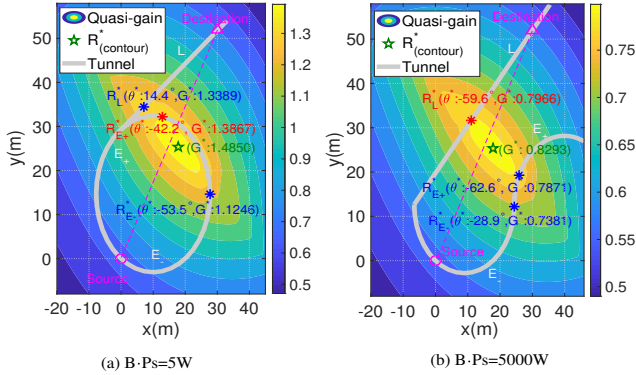 Quasi-gain
R*(contour)
Tunnel
Destination
L
R*L(θ*:14.4°,G*:1.3389)
R*E+(θ*:-42.2°,G*:1.3867)
G*:1.4850
E+
R*E-(θ*:-53.5°,G*:1.1246)
E-
Source
y(m)
50
40
30
20
10
0
-20 -10 0 10 20 30 40
x(m)
1.3
1.2
1.1
1
0.9
0.8
0.7
0.6
0.5
(a) B·Ps=5W
Quasi-gain
R*(contour)
Tunnel
Destination
L
R*L(θ*:-59.6°,G*:0.7966)
E+
G*:0.8293
R*E+(θ*:-62.6°,G*:0.7871)
R*E-(θ*:-28.9°,G*:0.7381)
Source
E-
y(m)
50
40
30
20
10
0
-20 0 20 40
x(m)
0.75
0.7
0.65
0.6
0.55
0.5
(b) B·Ps=5000W